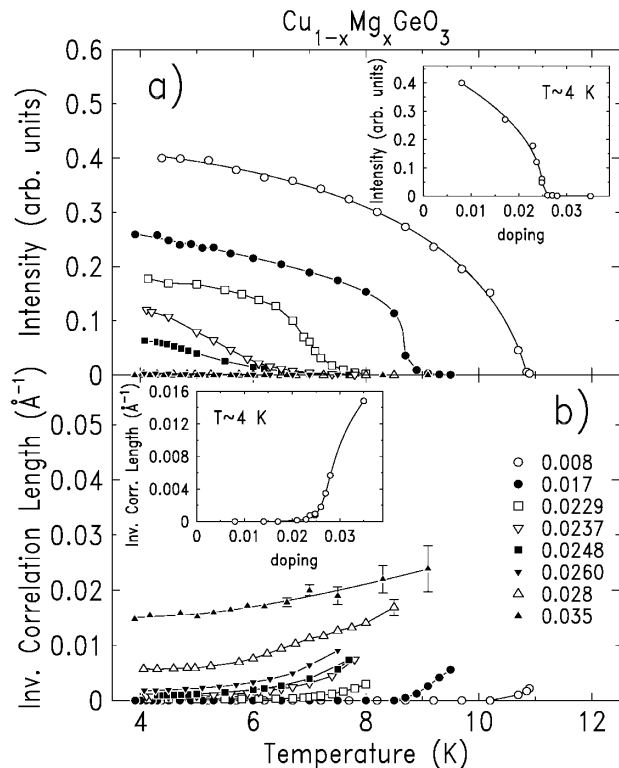 Cu₁₋ₓMgₓGeO₃
a)
Intensity (arb. units)
0.6
0.5
0.4
0.3
0.2
0.1
0
T~4 K
Intensity (arb. units)
0.4
0.3
0.2
0.1
0
0 0.01 0.02 0.03
doping
b)
Inv. Correlation Length (Å⁻¹)
0.05
0.04
0.03
0.02
0.01
0
T~4 K
Inv. Corr. Length (Å⁻¹)
0.016
0.012
0.008
0.004
0.000
0 0.01 0.02 0.03
doping
0.008
0.017
0.0229
0.0237
0.0248
0.0260
0.028
0.035
4 6 8 10 12
Temperature (K)